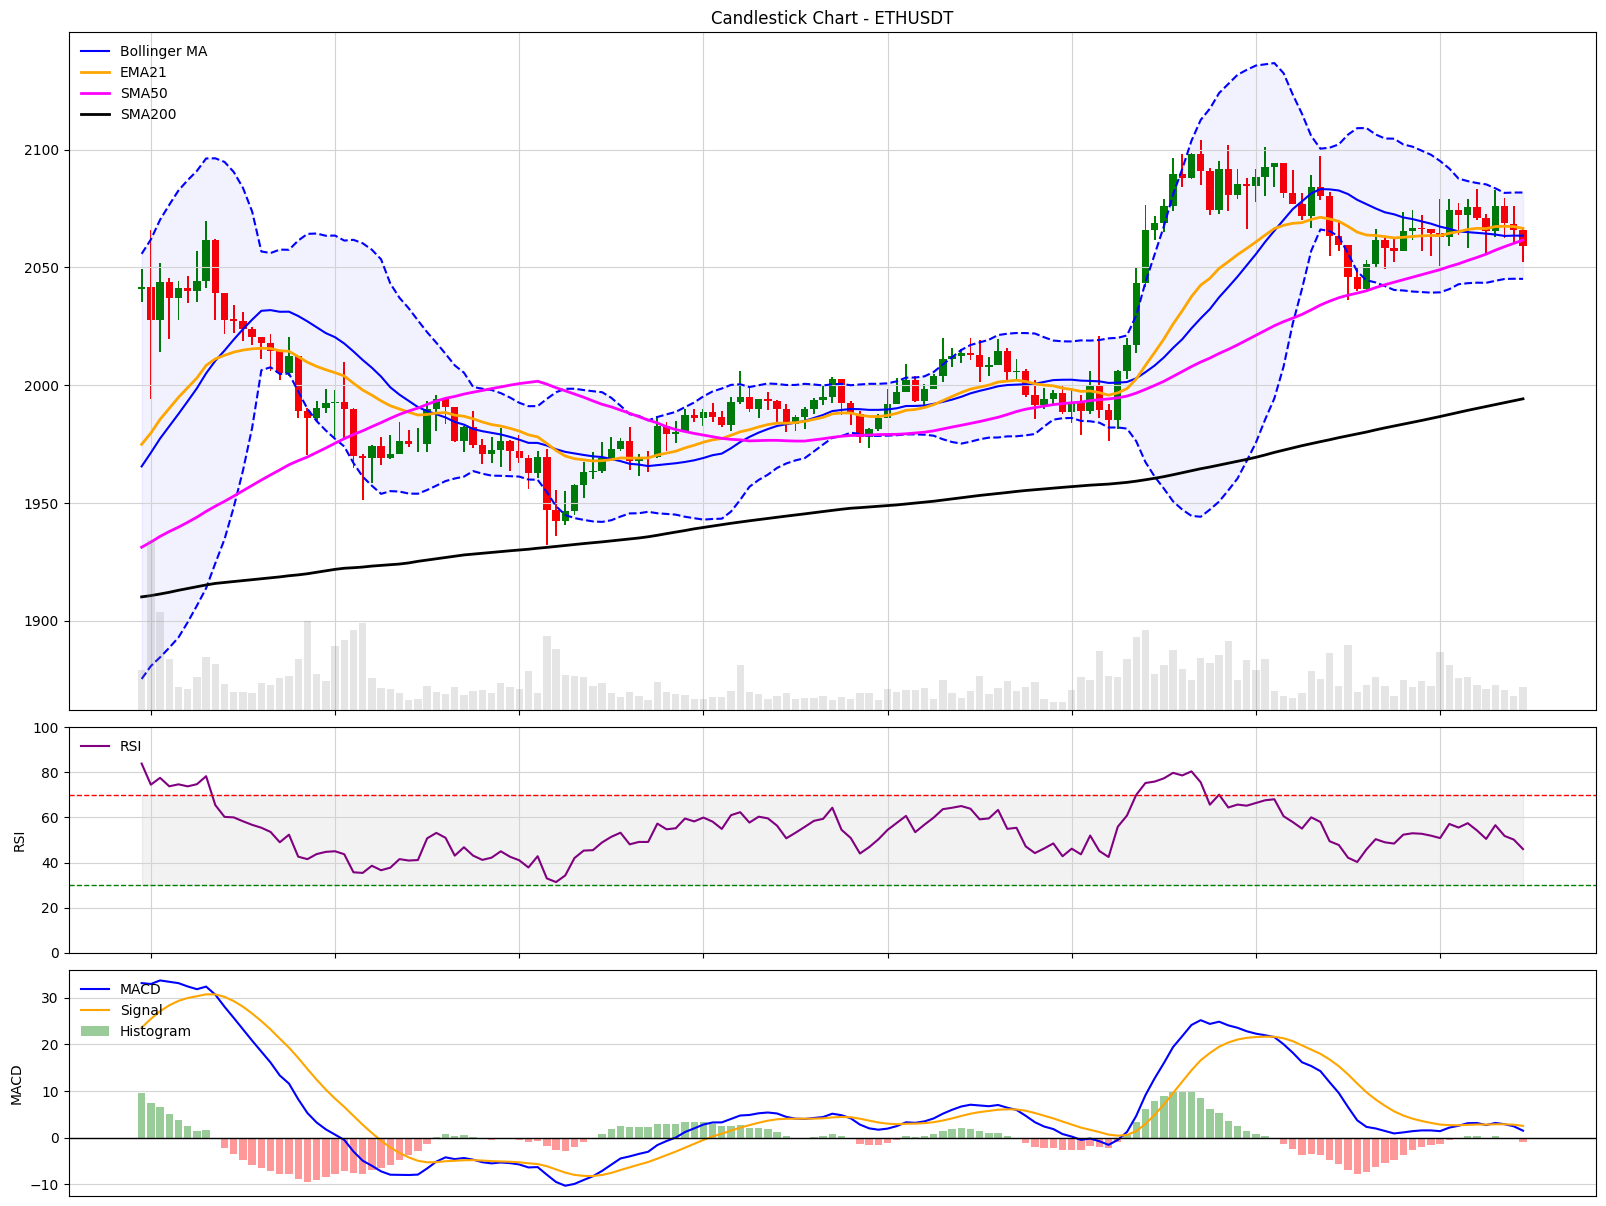 Candlestick Chart - ETHUSDT
Bollinger MA
EMA21
SMA50
SMA200
2100
2050
2000
1950
1900
RSI
100
80
60
40
20
0
RSI
MACD
Signal
Histogram
30
20
10
0
−10
MACD